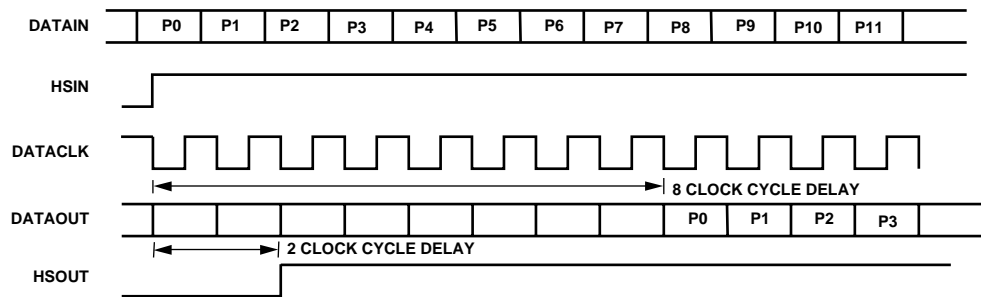 DATAIN P0 P1 P2 P3 P4 P5 P6 P7 P8 P9 P10 P11
HSIN
DATACLK
8 CLOCK CYCLE DELAY
DATAOUT P0 P1 P2 P3
2 CLOCK CYCLE DELAY
HSOUT